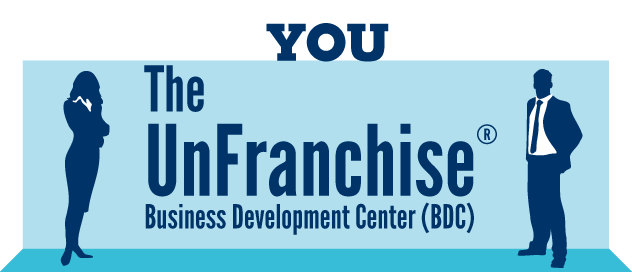 YOU
The
UnFranchise®
Business Development Center (BDC)